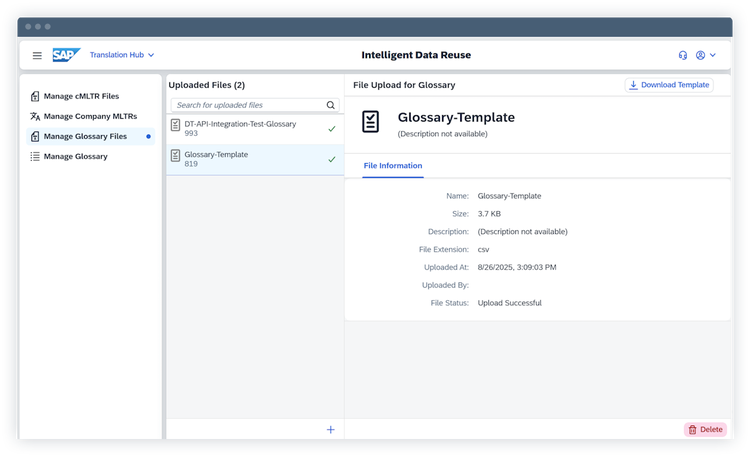 SAP
Translation Hub
Intelligent Data Reuse
Manage cMLTR Files
Manage Company MLTRs
Manage Glossary Files
Manage Glossary
Uploaded Files (2)
Search for uploaded files
DT-API-Integration-Test-Glossary
993
Glossary-Template
819
File Upload for Glossary
Download Template
Glossary-Template
(Description not available)
File Information
Name: Glossary-Template
Size: 3.7 KB
Description: (Description not available)
File Extension: csv
Uploaded At: 8/26/2025, 3:09:03 PM
Uploaded By:
File Status: Upload Successful
Delete